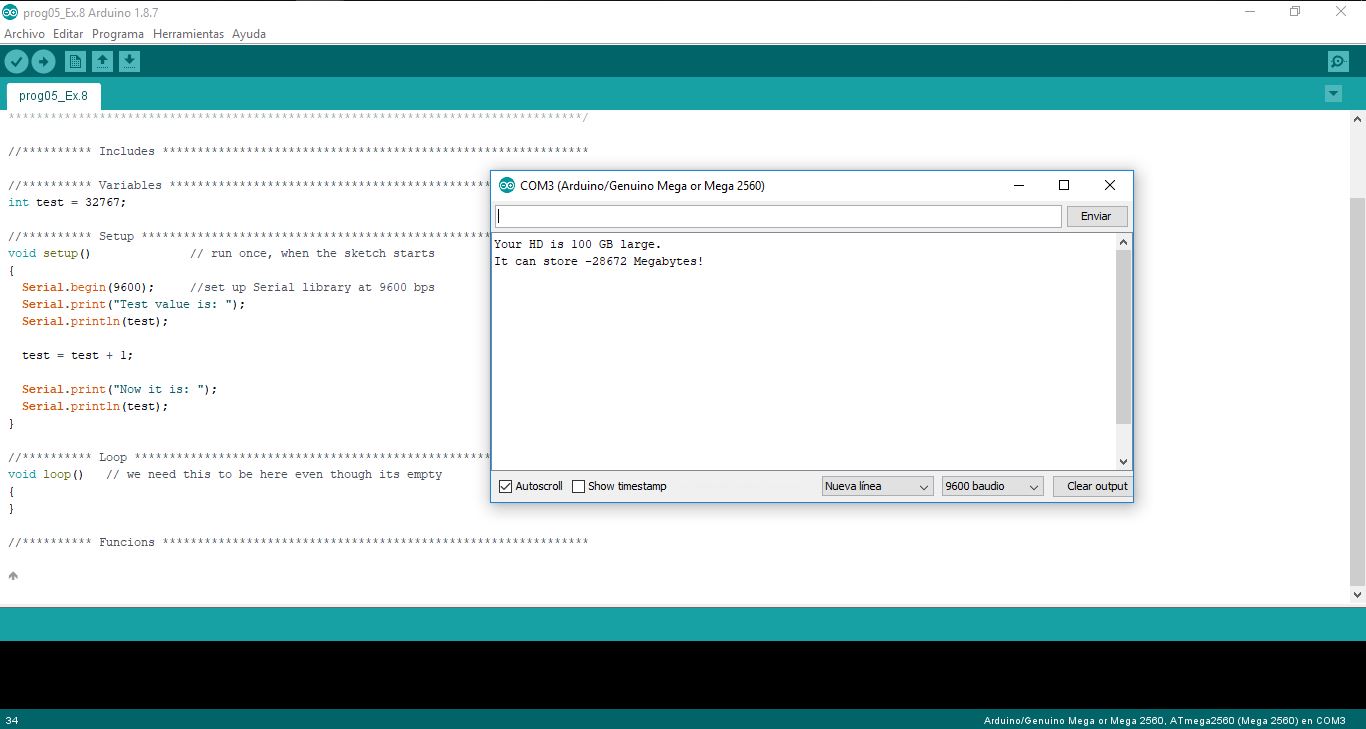 prog05_Ex.8 Arduino 1.8.7
Archivo Editar Programa Herramientas Ayuda
prog05_Ex.8
**********************************************************************************/
//********** Includes *************************************************************
//********** Variables **********************************************
int test = 32767;
//********** Setup **************************************************
void setup() // run once, when the sketch starts
{
Serial.begin(9600); //set up Serial library at 9600 bps
Serial.print("Test value is: ");
Serial.println(test);
test = test + 1;
Serial.print("Now it is: ");
Serial.println(test);
}
//********** Loop ***************************************************
void loop() // we need this to be here even though its empty
{
}
//********** Funcions *************************************************************
COM3 (Arduino/Genuino Mega or Mega 2560)
Enviar
Your HD is 100 GB large.
It can store -28672 Megabytes!
Autoscroll Show timestamp Nueva línea 9600 baudio Clear output
34 Arduino/Genuino Mega or Mega 2560, ATmega2560 (Mega 2560) en COM3